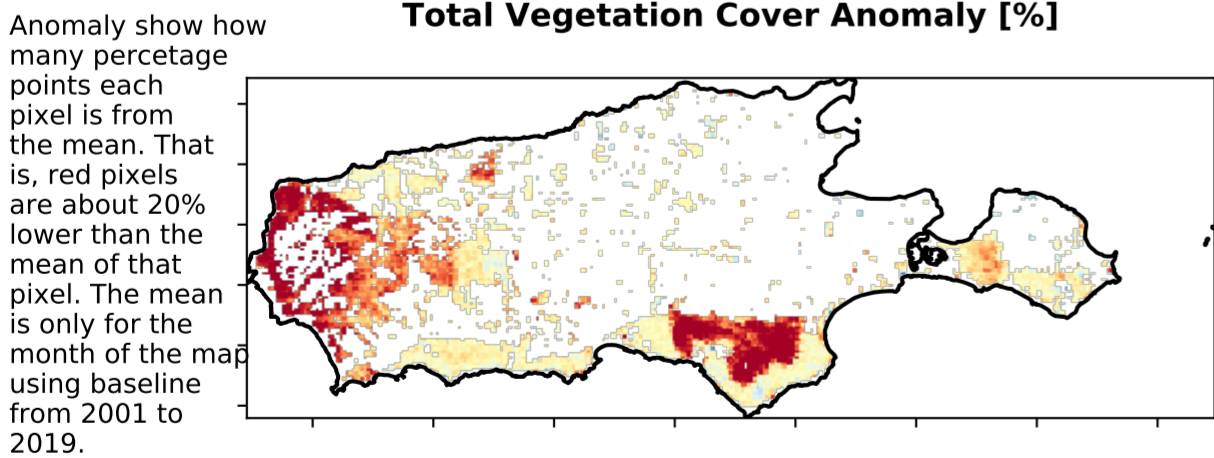 Total Vegetation Cover Anomaly [%]
Anomaly show how
many percetage
points each
pixel is from
the mean. That
is, red pixels
are about 20%
lower than the
mean of that
pixel. The mean
is only for the
month of the map
using baseline
from 2001 to
2019.